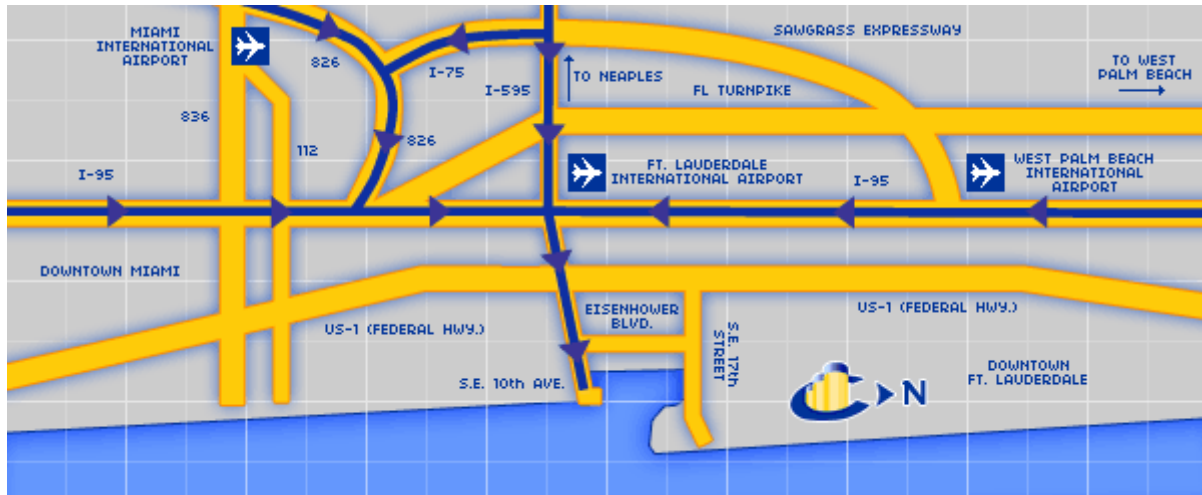 MIAMI
INTERNATIONAL
AIRPORT
826
I-75
I-595
TO NEAPLES
SAWGRASS EXPRESSWAY
FL TURNPIKE
TO WEST
PALM BEACH
836
112
826
I-95
FT. LAUDERDALE
INTERNATIONAL AIRPORT
I-95
WEST PALM BEACH
INTERNATIONAL
AIRPORT
DOWNTOWN MIAMI
US-1 (FEDERAL HWY.)
EISENHOWER
BLVD.
S.E. 17th
STREET
US-1 (FEDERAL HWY.)
S.E. 10th AVE.
DOWNTOWN
FT. LAUDERDALE
N